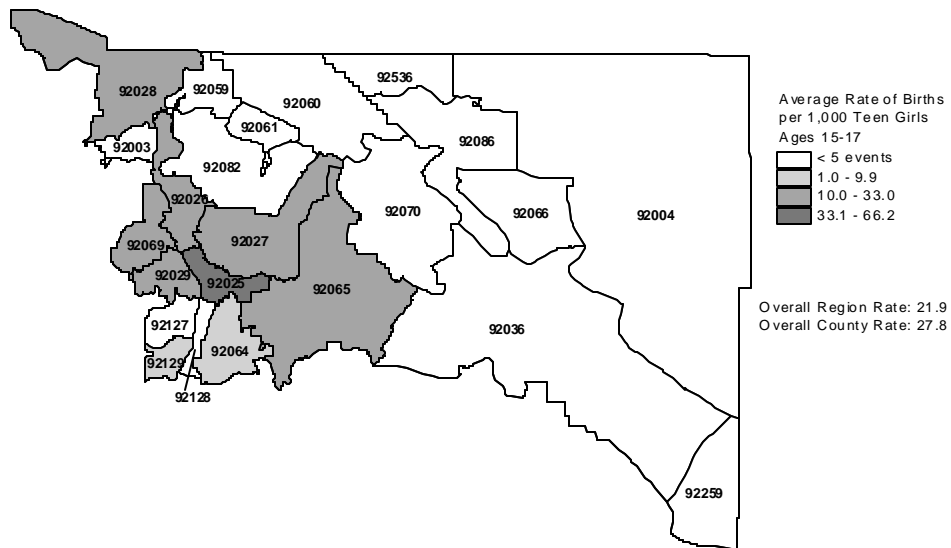 92536
92059
92028
92060
92061
92086
92003
92082
92026
92070
92066
92004
92027
92069
92029
92025
92065
92127
92036
92064
92129
92128
92259
Average Rate of Births
per 1,000 Teen Girls
Ages 15-17
< 5 events
1.0 - 9.9
10.0 - 33.0
33.1 - 66.2
Overall Region Rate: 21.9
Overall County Rate: 27.8